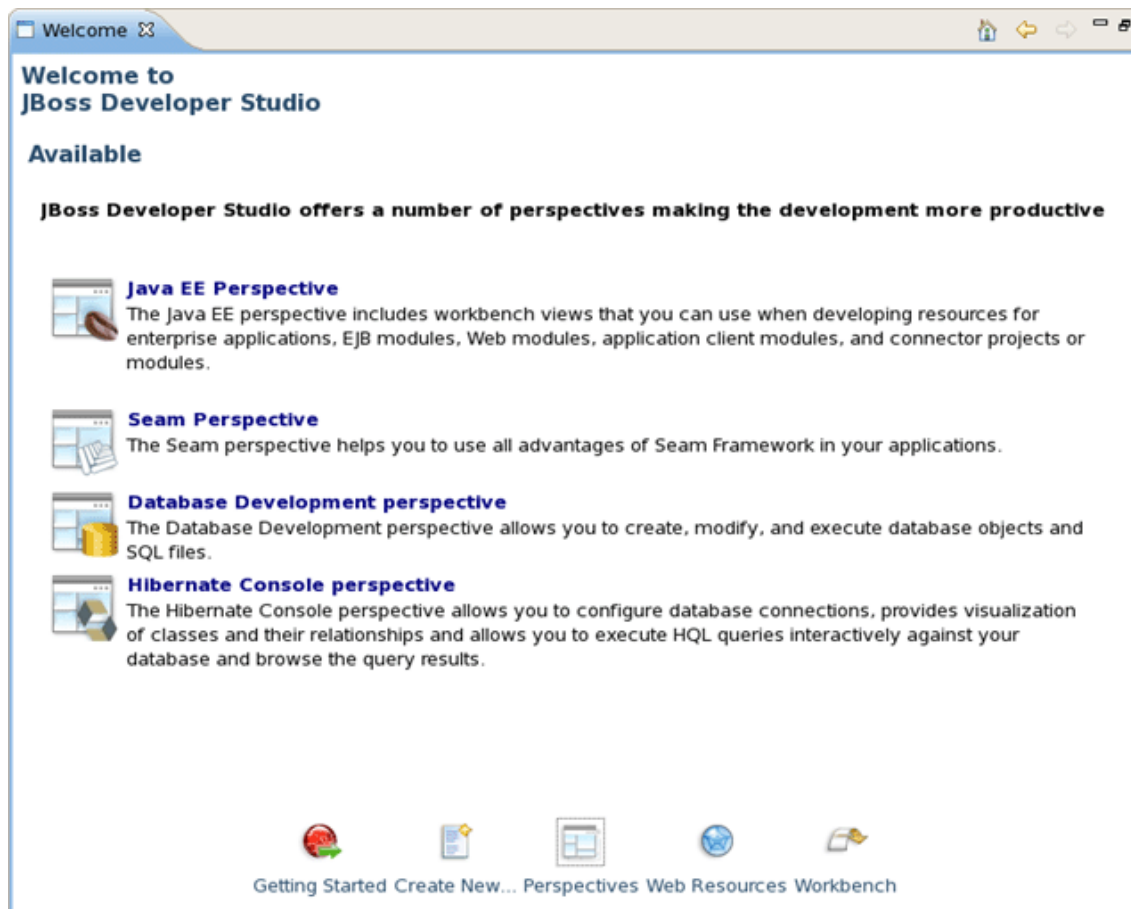 Welcome
Welcome to
JBoss Developer Studio
Available
JBoss Developer Studio offers a number of perspectives making the development more productive
Java EE Perspective
The Java EE perspective includes workbench views that you can use when developing resources for
enterprise applications, EJB modules, Web modules, application client modules, and connector projects or
modules.
Seam Perspective
The Seam perspective helps you to use all advantages of Seam Framework in your applications.
Database Development perspective
The Database Development perspective allows you to create, modify, and execute database objects and
SQL files.
Hibernate Console perspective
The Hibernate Console perspective allows you to configure database connections, provides visualization
of classes and their relationships and allows you to execute HQL queries interactively against your
database and browse the query results.
Getting Started Create New... Perspectives Web Resources Workbench